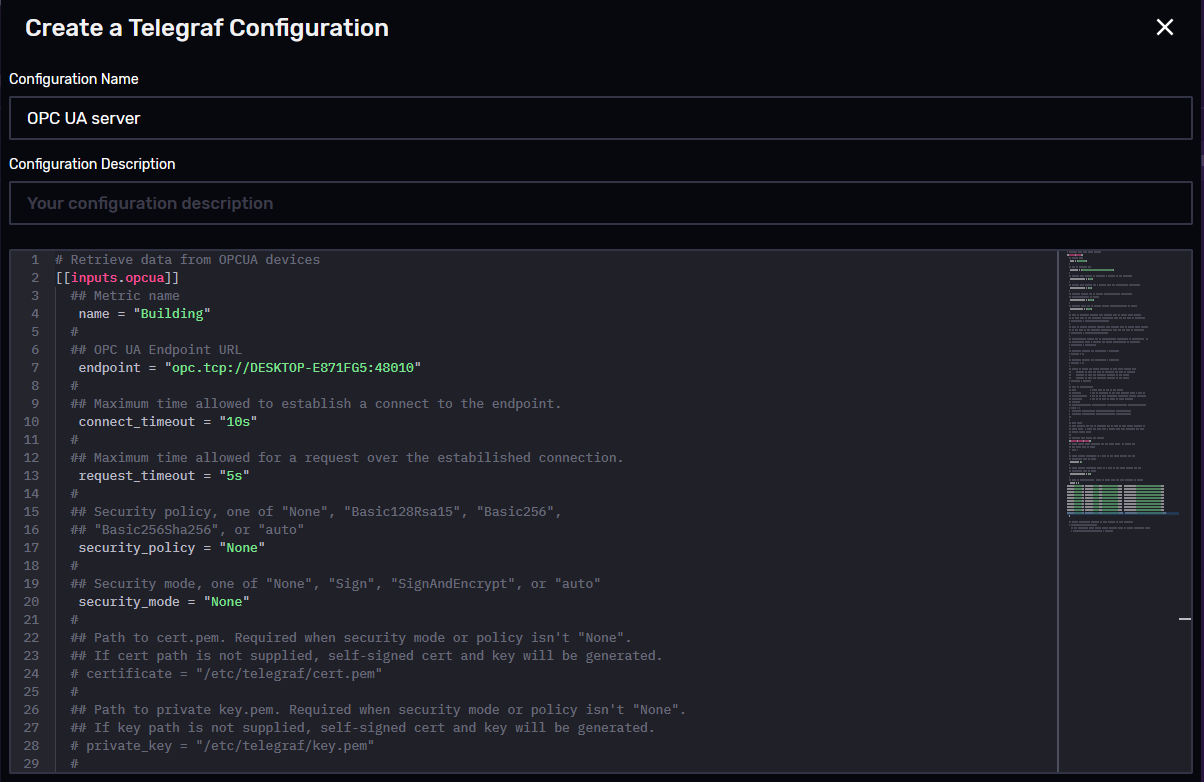 Create a Telegraf Configuration
Configuration Name
OPC UA server
Configuration Description
Your configuration description
1 # Retrieve data from OPCUA devices
2 [[inputs.opcua]]
3 ## Metric name
4 name = "Building"
5 #
6 ## OPC UA Endpoint URL
7 endpoint = "opc.tcp://DESKTOP-E871FG5:48010"
8 #
9 ## Maximum time allowed to establish a connect to the endpoint.
10 connect_timeout = "10s"
11 #
12 ## Maximum time allowed for a request over the estabilished connection.
13 request_timeout = "5s"
14 #
15 ## Security policy, one of "None", "Basic128Rsa15", "Basic256",
16 ## "Basic256Sha256", or "auto"
17 security_policy = "None"
18 #
19 ## Security mode, one of "None", "Sign", "SignAndEncrypt", or "auto"
20 security_mode = "None"
21 #
22 ## Path to cert.pem. Required when security mode or policy isn't "None".
23 ## If cert path is not supplied, self-signed cert and key will be generated.
24 # certificate = "/etc/telegraf/cert.pem"
25 #
26 ## Path to private key.pem. Required when security mode or policy isn't "None".
27 ## If key path is not supplied, self-signed cert and key will be generated.
28 # private_key = "/etc/telegraf/key.pem"
29 #